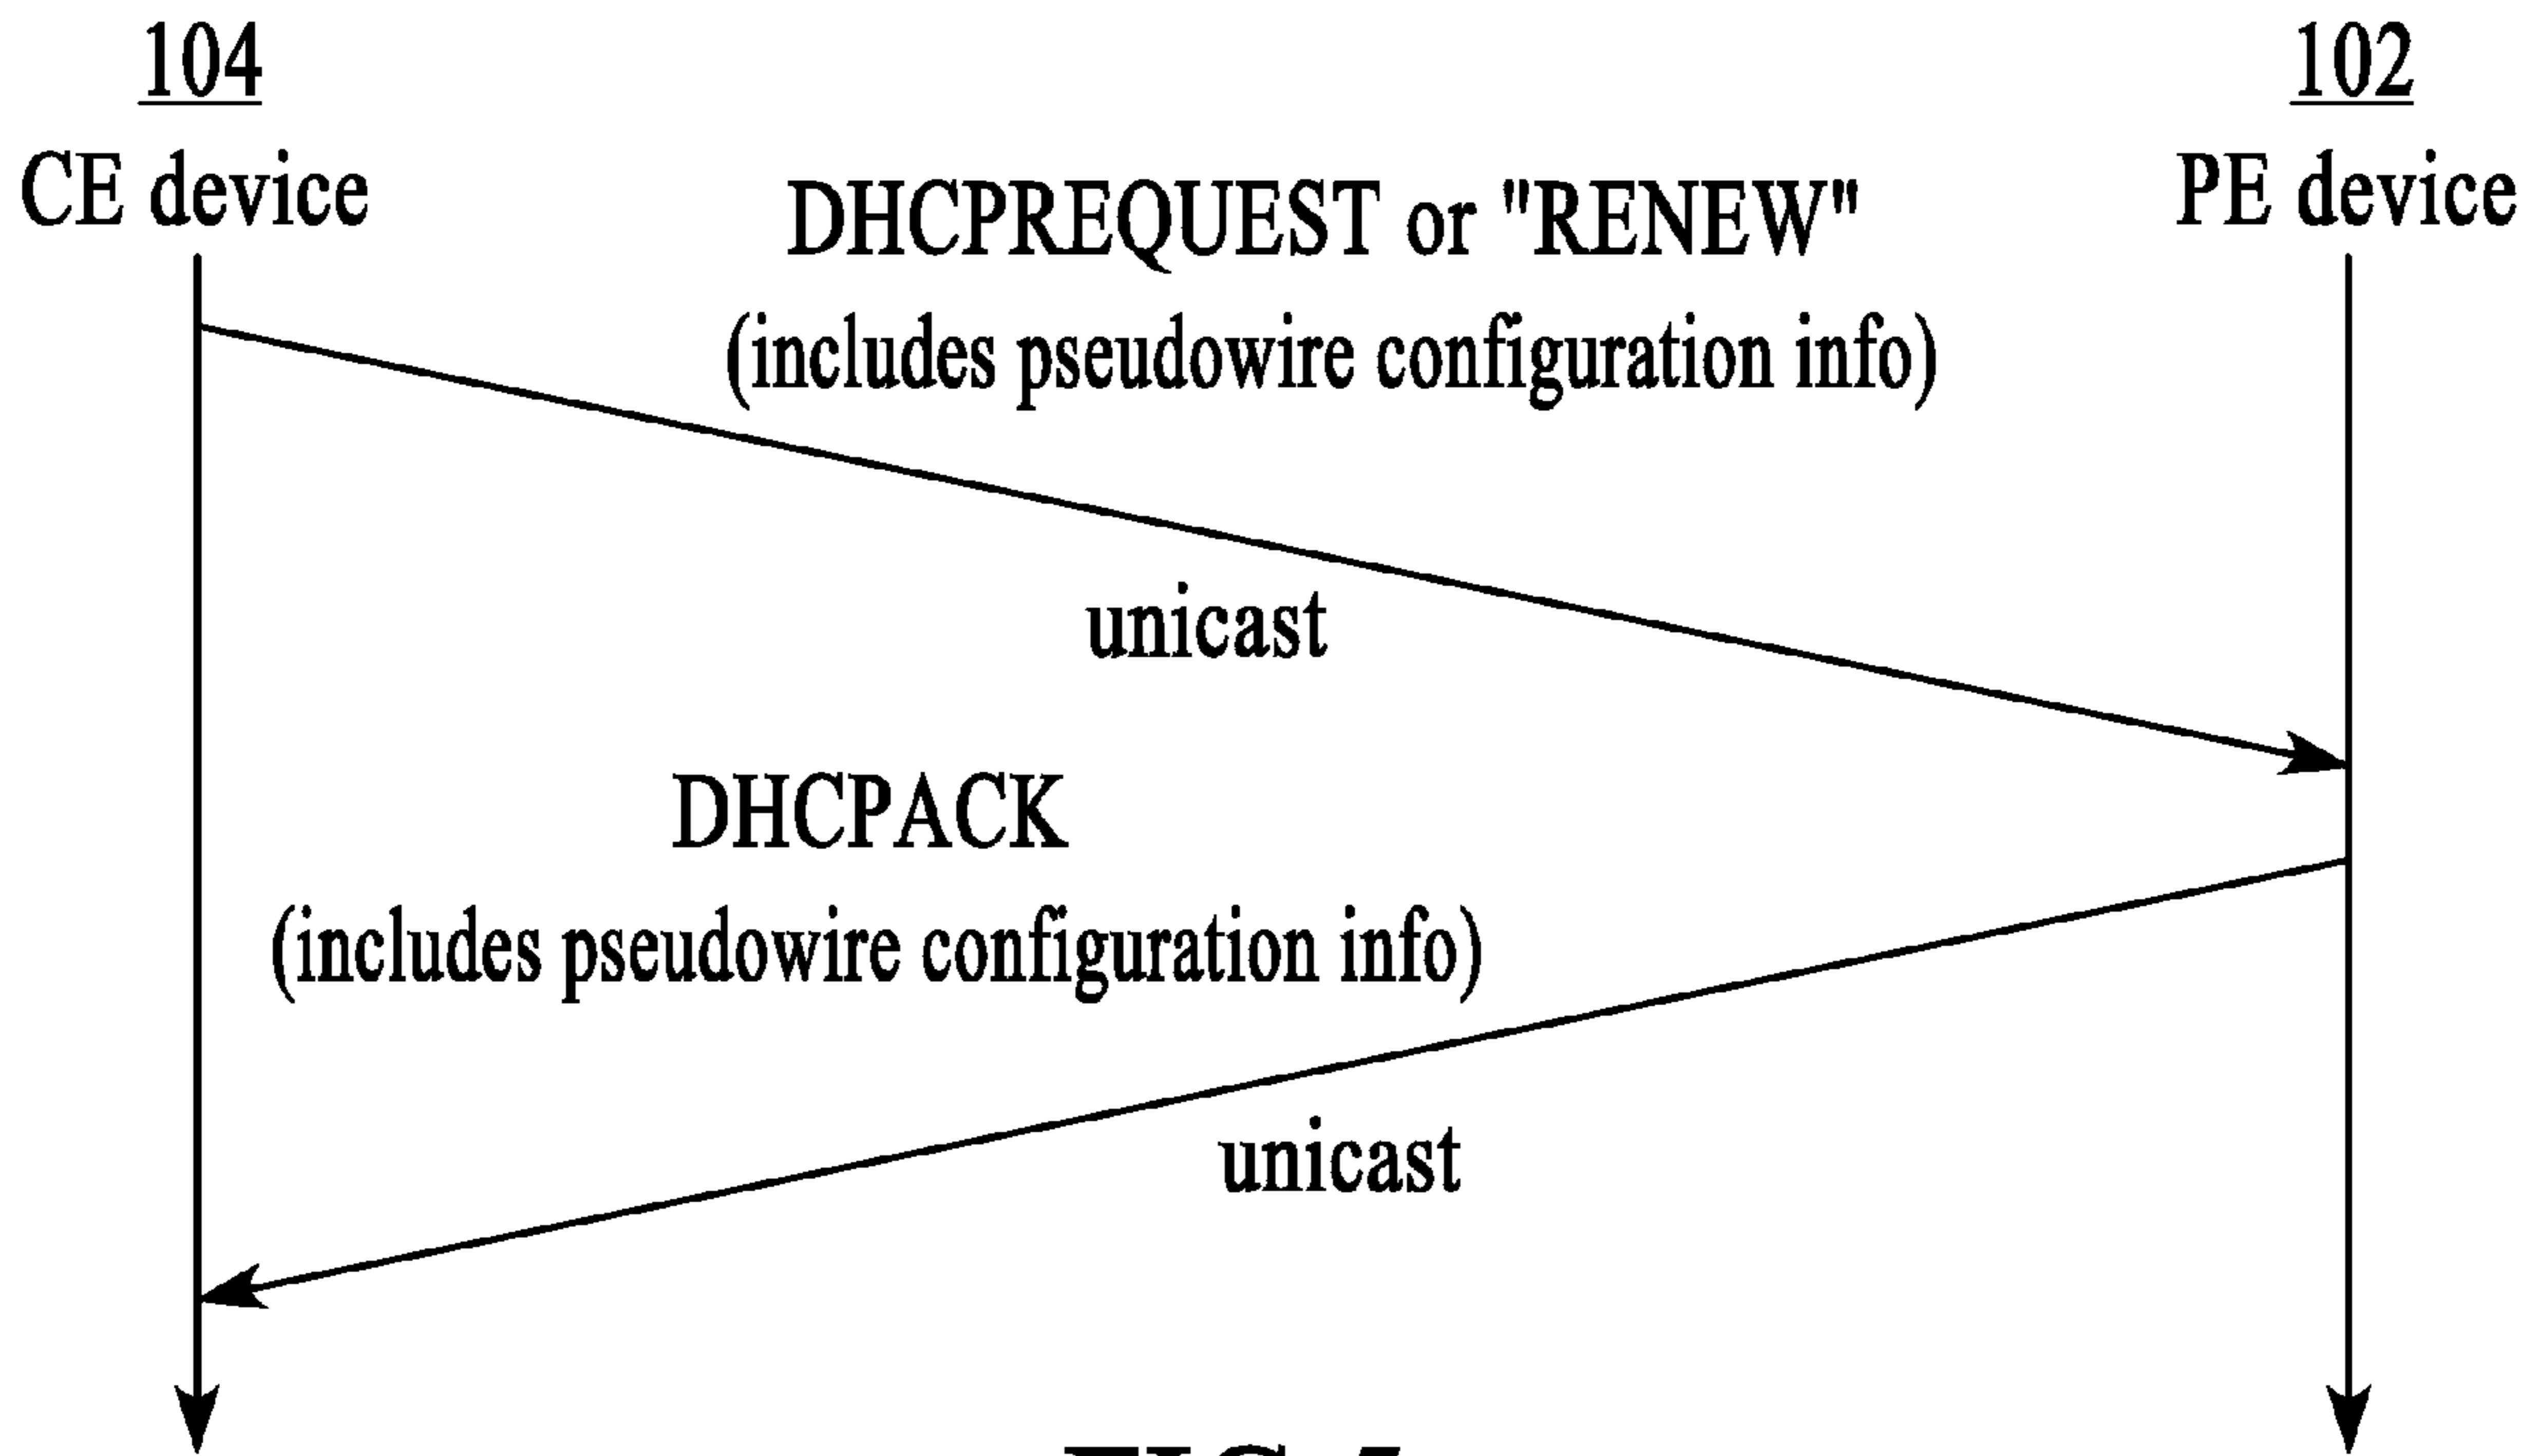 104
102
CE device
PE device
DHCPREQUEST or "RENEW"
(includes pseudowire configuration info)
unicast
DHCPACK
(includes pseudowire configuration info)
unicast